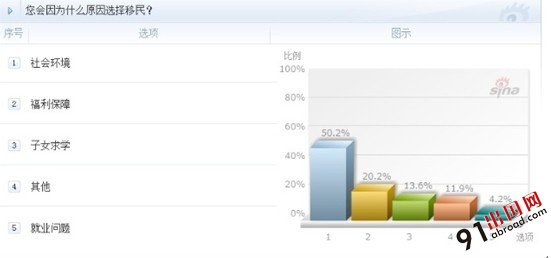 您会因为什么原因选择移民？
序号 选项 图示
1 社会环境
2 福利保障
3 子女求学
4 其他
5 就业问题
比例
100%
80%
60%
40%
20%
0%
50.2%
20.2%
13.6%
11.9%
4.2%
1 2 3 4 选项
sina
91出国网
abroad.com